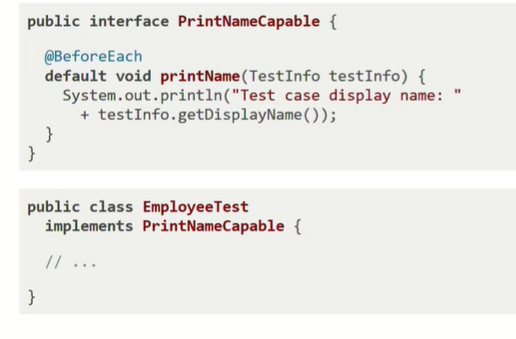 public interface PrintNameCapable {
@BeforeEach
default void printName(TestInfo testInfo) {
System.out.println("Test case display name: "
+ testInfo.getDisplayName());
}
}
public class EmployeeTest
implements PrintNameCapable {
// ...
}